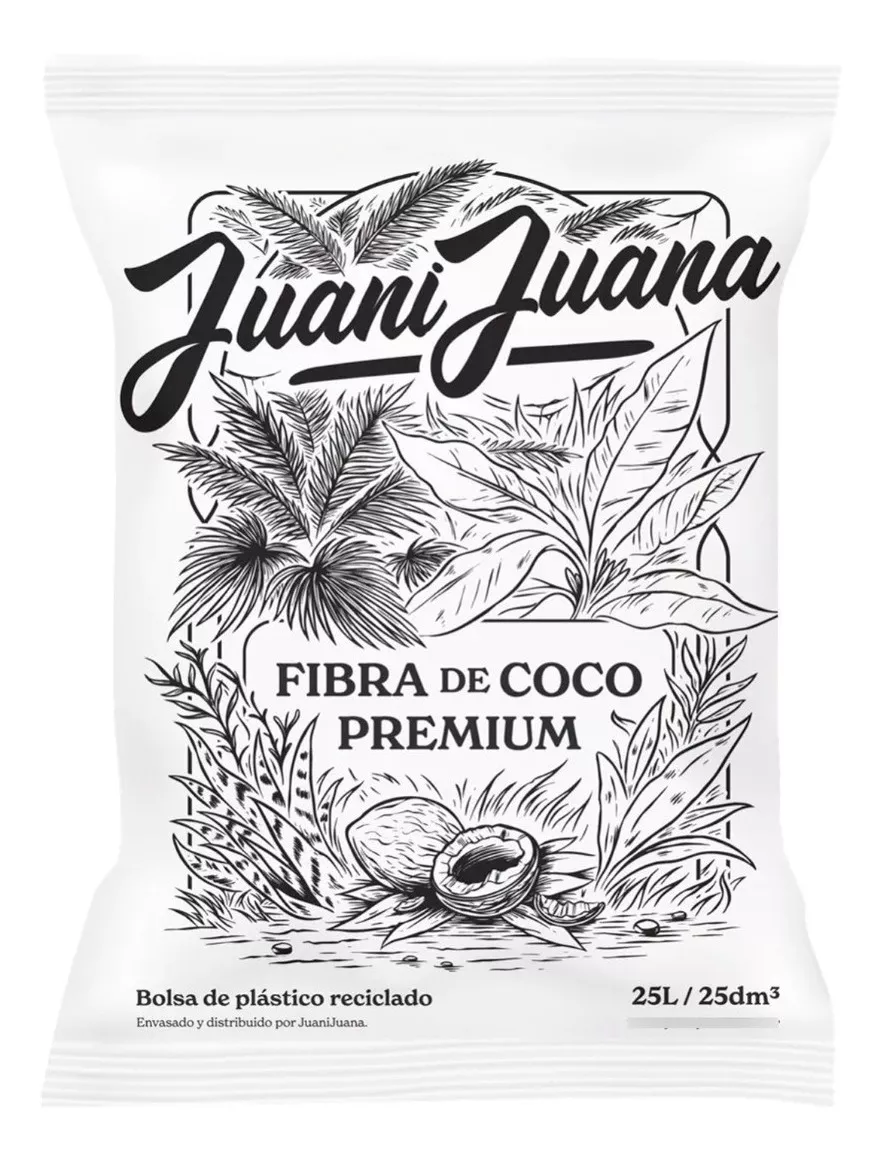 JuaniJuana
FIBRA DE COCO
PREMIUM
Bolsa de plástico reciclado
25L / 25dm³
Envasado y distribuido por JuaniJuana.